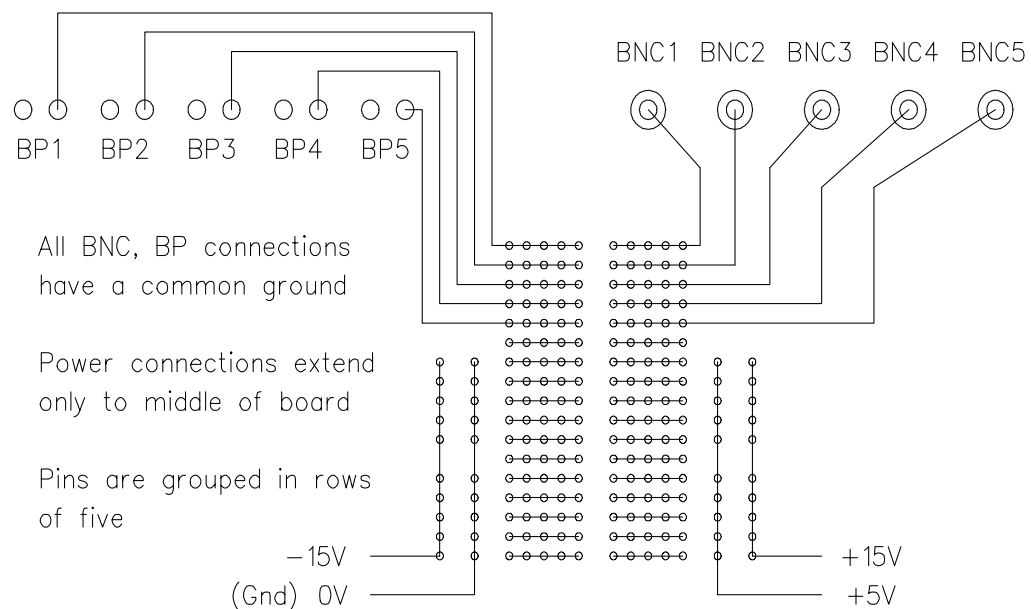 BNC1 BNC2 BNC3 BNC4 BNC5
BP1 BP2 BP3 BP4 BP5
All BNC, BP connections
have a common ground
Power connections extend
only to middle of board
Pins are grouped in rows
of five
-15V
(Gnd) 0V
+15V
+5V